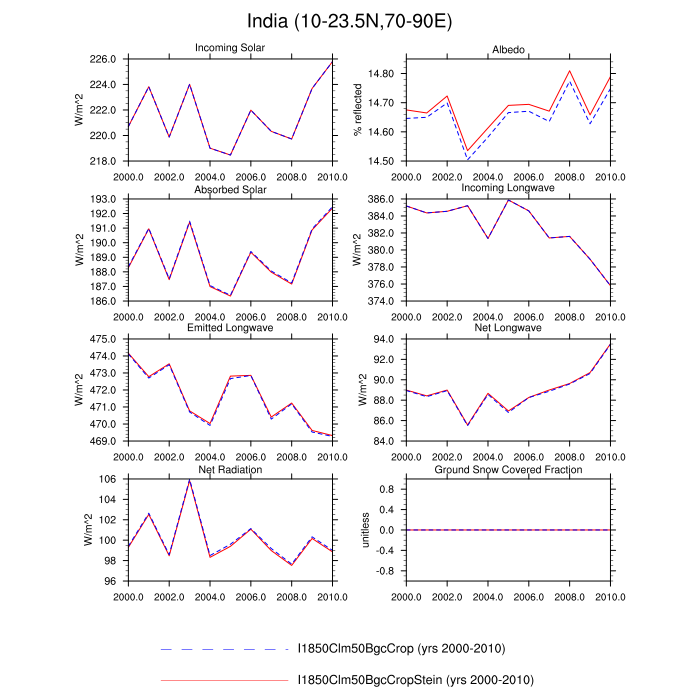 India (10-23.5N,70-90E)
Incoming Solar
Albedo
226.0
224.0
222.0
220.0
218.0
W/m^2
2000.0 2002.0 2004.0 2006.0 2008.0 2010.0
14.80
14.70
14.60
14.50
% reflected
2000.0 2002.0 2004.0 2006.0 2008.0 2010.0
Absorbed Solar
Incoming Longwave
193.0
192.0
191.0
190.0
189.0
188.0
187.0
186.0
W/m^2
2000.0 2002.0 2004.0 2006.0 2008.0 2010.0
386.0
384.0
382.0
380.0
378.0
376.0
374.0
W/m^2
2000.0 2002.0 2004.0 2006.0 2008.0 2010.0
Emitted Longwave
Net Longwave
475.0
474.0
473.0
472.0
471.0
470.0
469.0
W/m^2
2000.0 2002.0 2004.0 2006.0 2008.0 2010.0
94.0
92.0
90.0
88.0
86.0
84.0
W/m^2
2000.0 2002.0 2004.0 2006.0 2008.0 2010.0
Net Radiation
Ground Snow Covered Fraction
106
104
102
100
98
96
W/m^2
2000.0 2002.0 2004.0 2006.0 2008.0 2010.0
0.8
0.4
0.0
-0.4
-0.8
unitless
2000.0 2002.0 2004.0 2006.0 2008.0 2010.0
I1850Clm50BgcCrop (yrs 2000-2010)
I1850Clm50BgcCropStein (yrs 2000-2010)